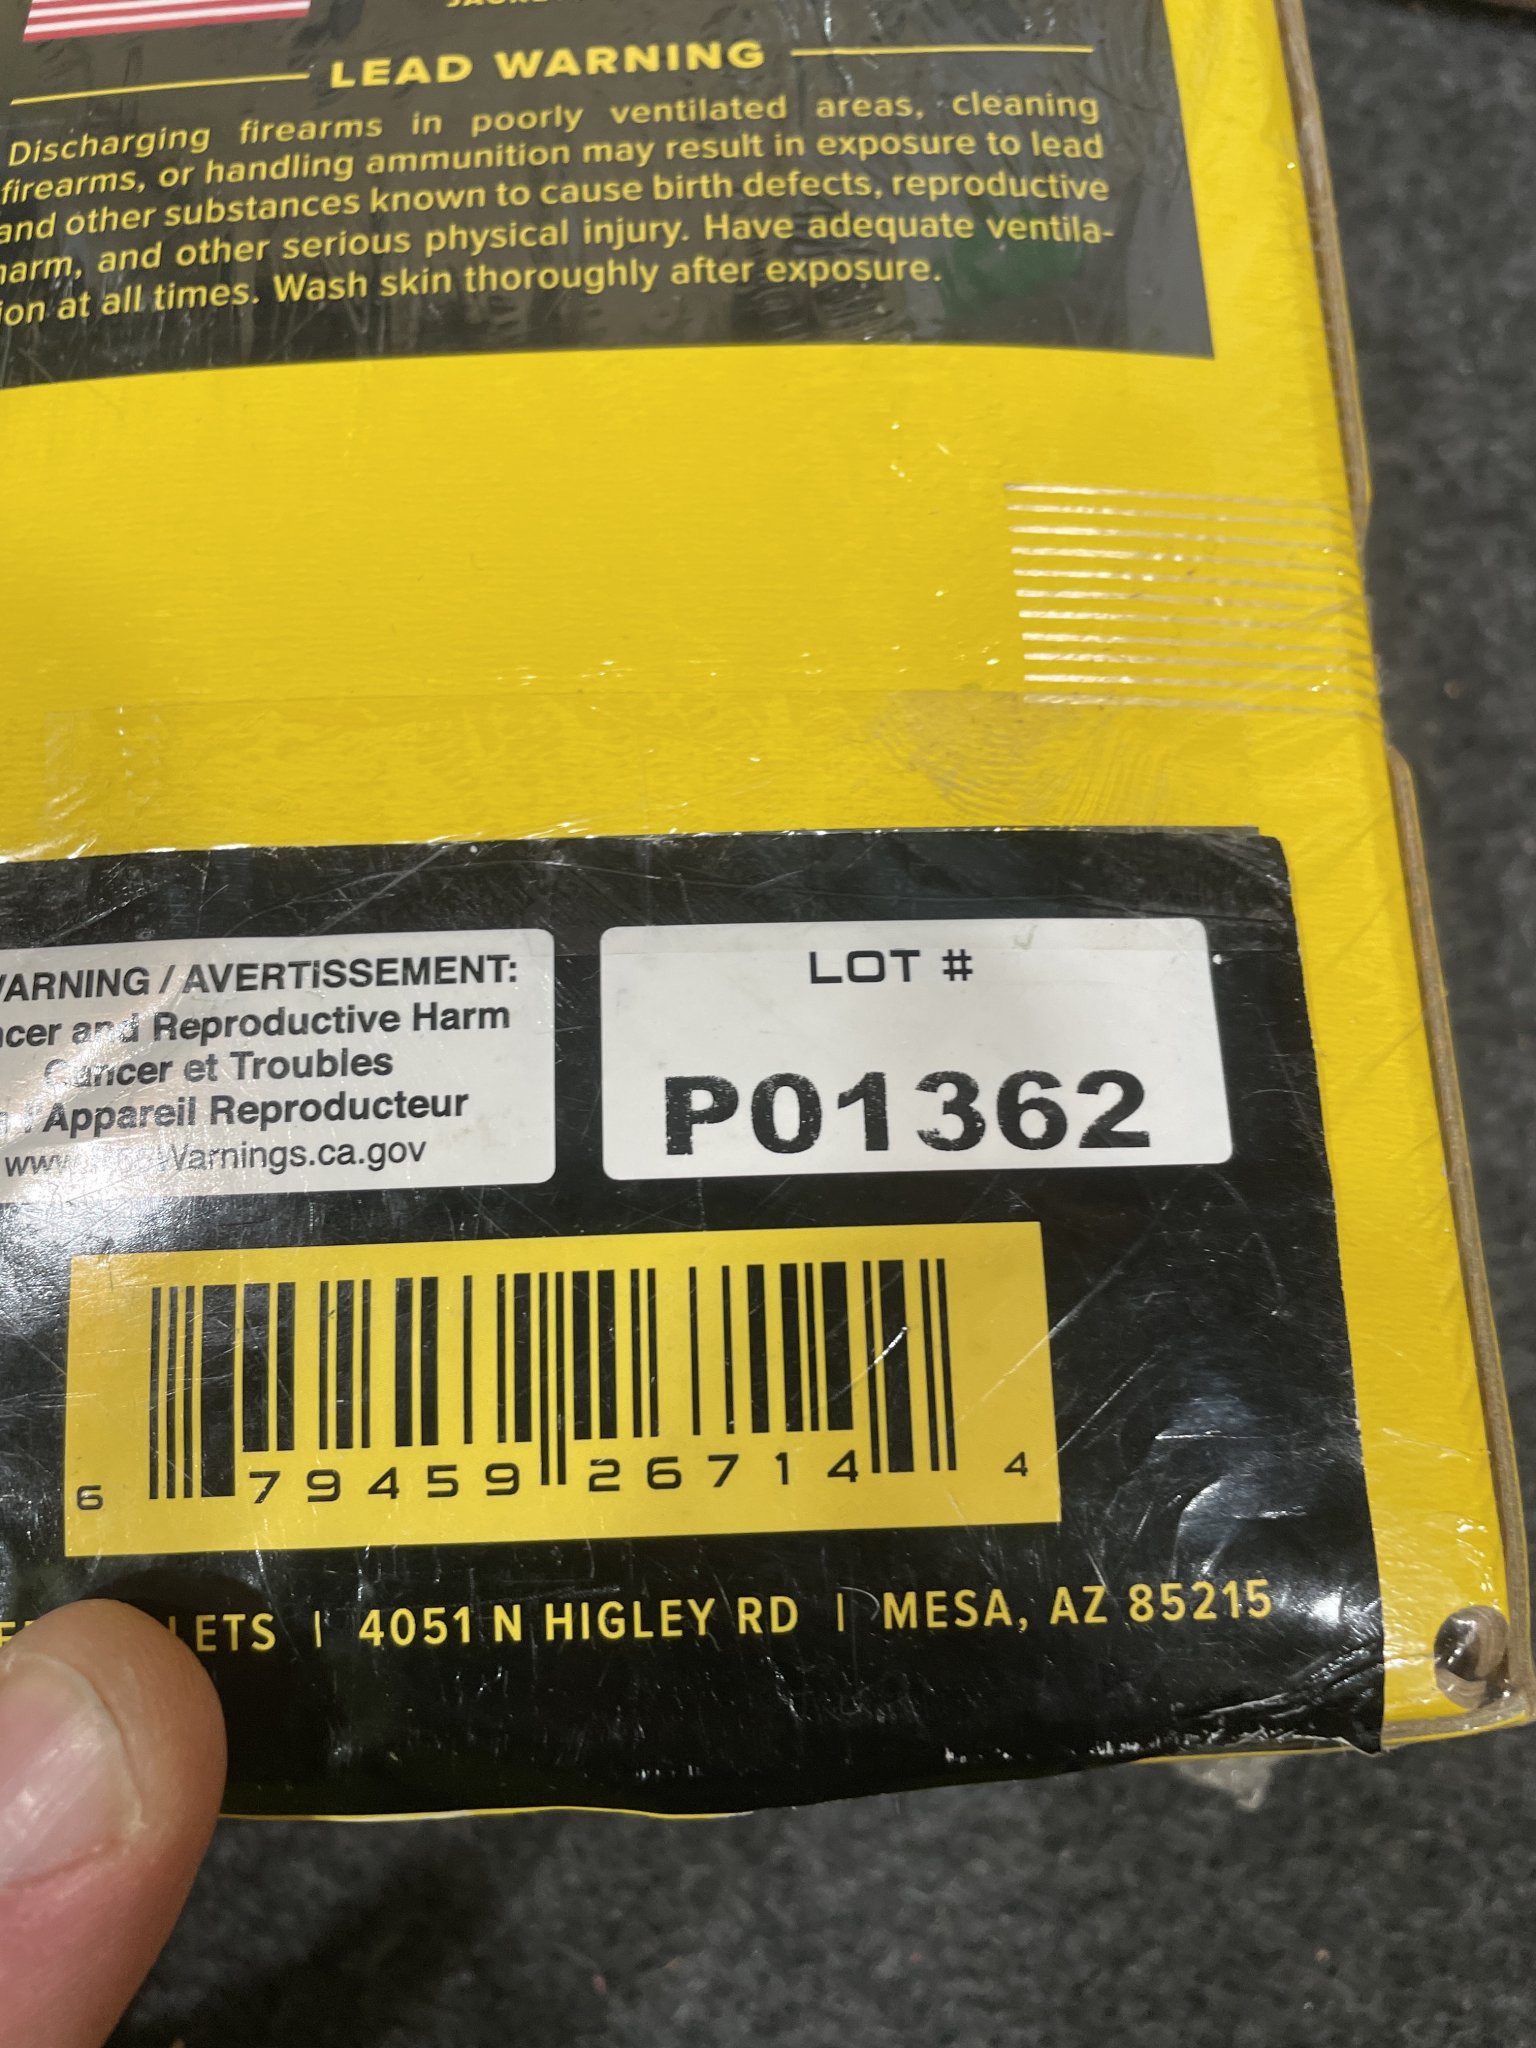 LEAD WARNING
Discharging firearms in poorly ventilated areas, cleaning
firearms, or handling ammunition may result in exposure to lead
and other substances known to cause birth defects, reproductive
harm, and other serious physical injury. Have adequate ventila-
ion at all times. Wash skin thoroughly after exposure.
WARNING / AVERTISSEMENT:
ncer and Reproductive Harm
Cancer et Troubles
Appareil Reproducteur
Warnings.ca.gov
LOT #
P01362
6 79459 26714 4
LETS | 4051 N HIGLEY RD | MESA, AZ 85215